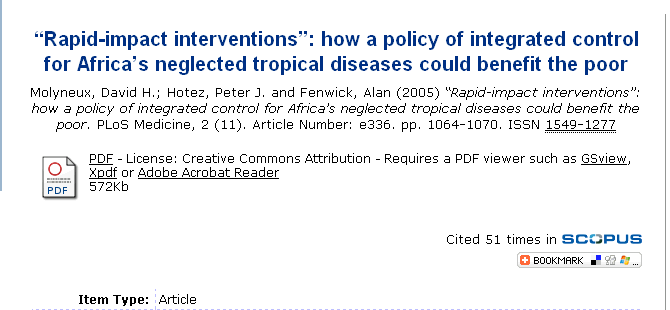 “Rapid-impact interventions”: how a policy of integrated control
for Africa’s neglected tropical diseases could benefit the poor
Molyneux, David H.; Hotez, Peter J. and Fenwick, Alan (2005) “Rapid-impact interventions”:
how a policy of integrated control for Africa’s neglected tropical diseases could benefit the
poor. PLoS Medicine, 2 (11). Article Number: e336. pp. 1064–1070. ISSN 1549–1277
PDF
PDF - License: Creative Commons Attribution - Requires a PDF viewer such as GSview,
Xpdf or Adobe Acrobat Reader
572Kb
Cited 51 times in SCOPUS
BOOKMARK ...
Item Type: Article